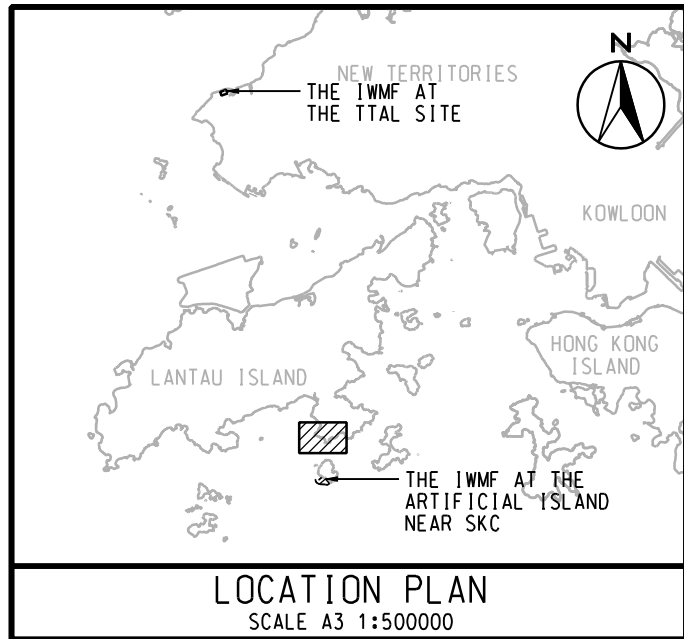 N
NEW TERRITORIES
THE IWMF AT
THE TTAL SITE
KOWLOON
HONG KONG
ISLAND
LANTAU ISLAND
THE IWMF AT THE
ARTIFICIAL ISLAND
NEAR SKC
LOCATION PLAN
SCALE A3 1:500000